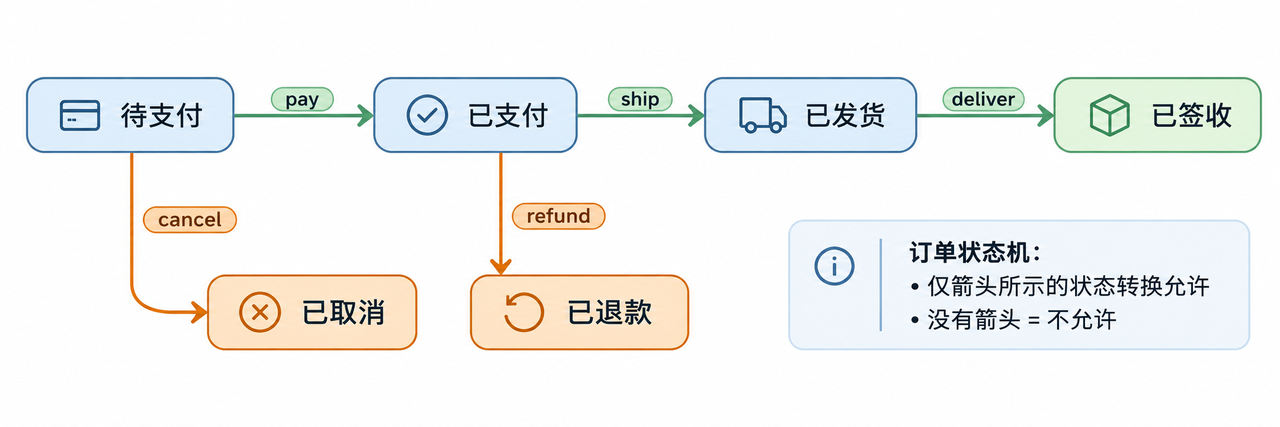 待支付
pay
已支付
ship
已发货
deliver
已签收
cancel
refund
已取消
已退款
订单状态机：
• 仅箭头所示的状态转换允许
• 没有箭头 = 不允许